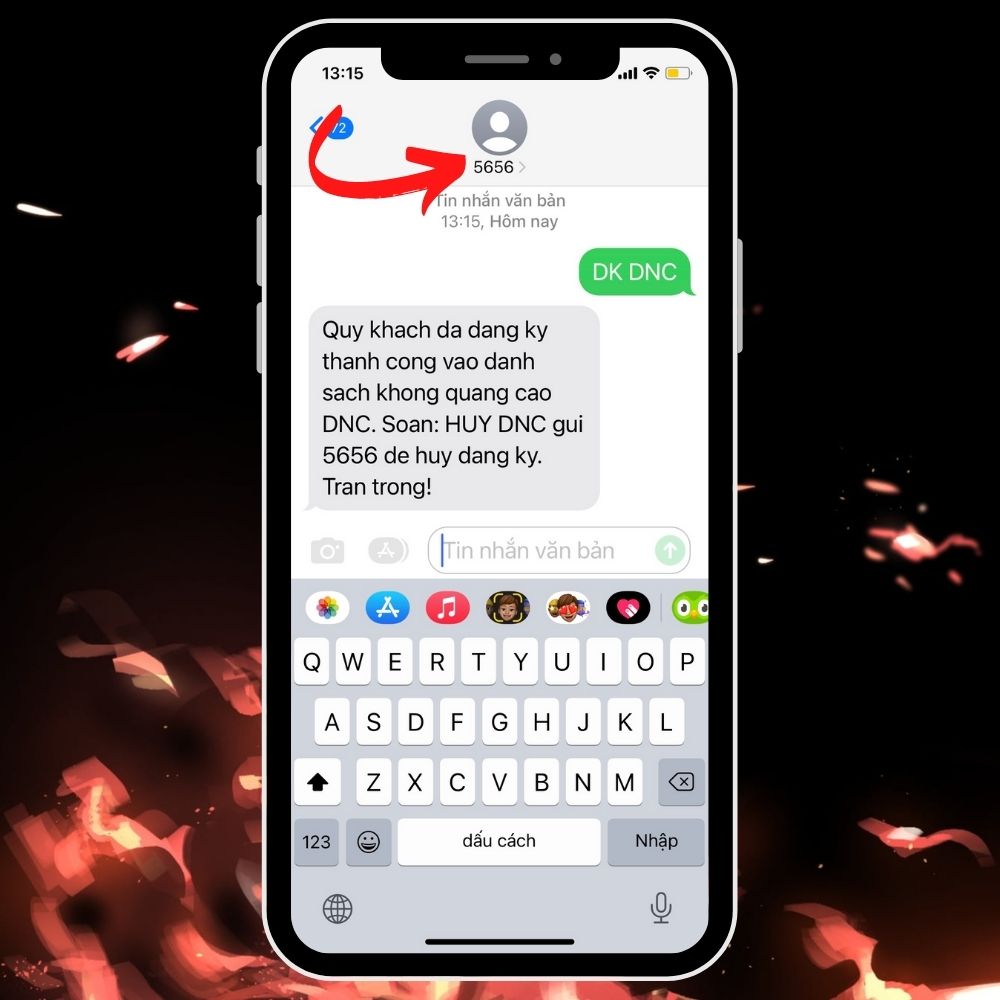 13:15
72
5656
Tin nhắn văn bản
13:15, Hôm nay
DK DNC
Quy khach da dang ky
thanh cong vao danh
sach khong quang cao
DNC. Soan: HUY DNC gui
5656 de huy dang ky.
Tran trong!
Tin nhắn văn bản
Q W E R T Y U I O P
A S D F G H J K L
Z X C V B N M
123 dấu cách Nhập